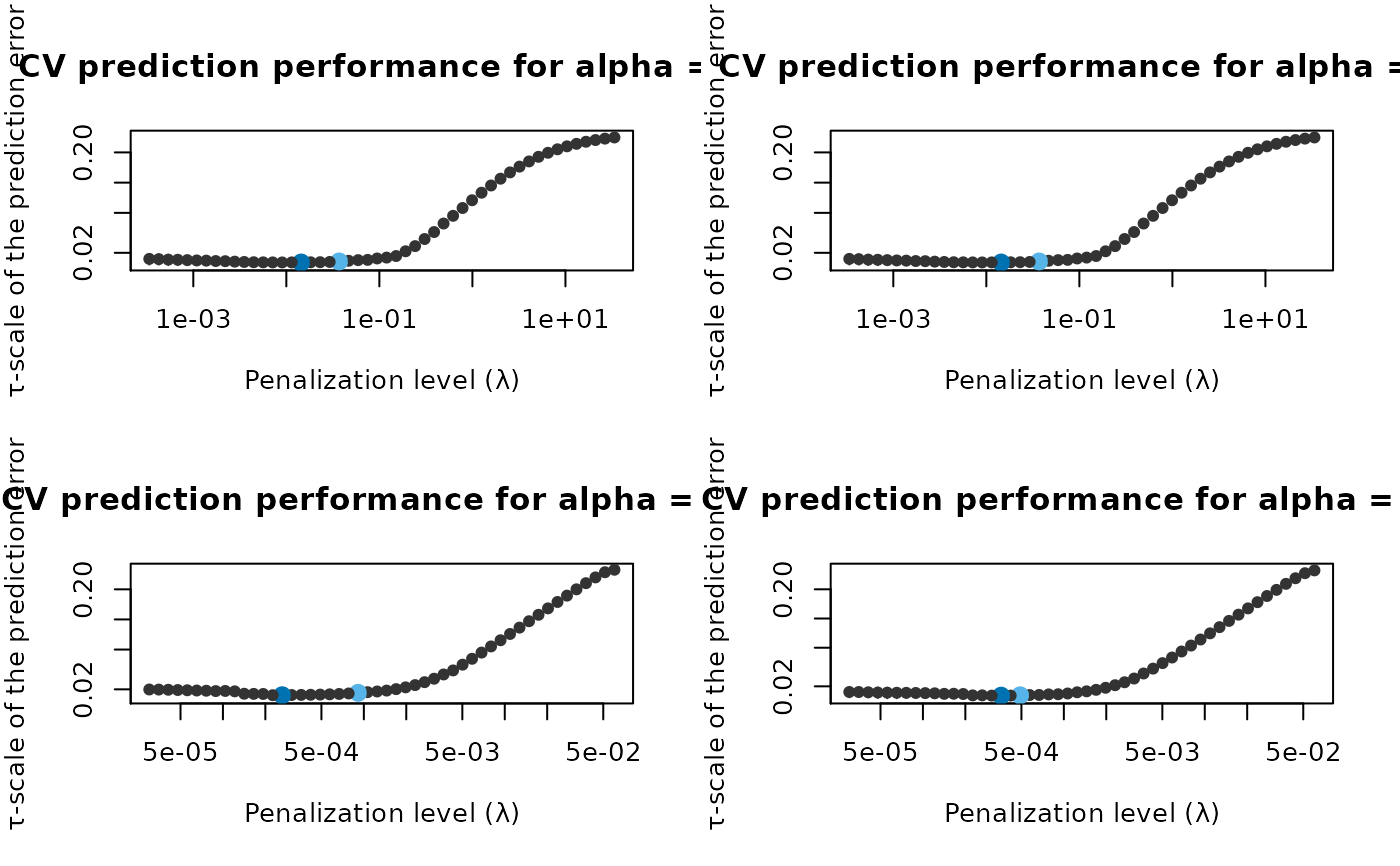 CV prediction performance for alpha =
τ-scale of the prediction error
0.20
0.02
1e-03 1e-01 1e+01
Penalization level (λ)
CV prediction performance for alpha =
τ-scale of the prediction error
0.20
0.02
1e-03 1e-01 1e+01
Penalization level (λ)
CV prediction performance for alpha =
τ-scale of the prediction error
0.20
0.02
5e-05 5e-04 5e-03 5e-02
Penalization level (λ)
CV prediction performance for alpha =
τ-scale of the prediction error
0.20
0.02
5e-05 5e-04 5e-03 5e-02
Penalization level (λ)